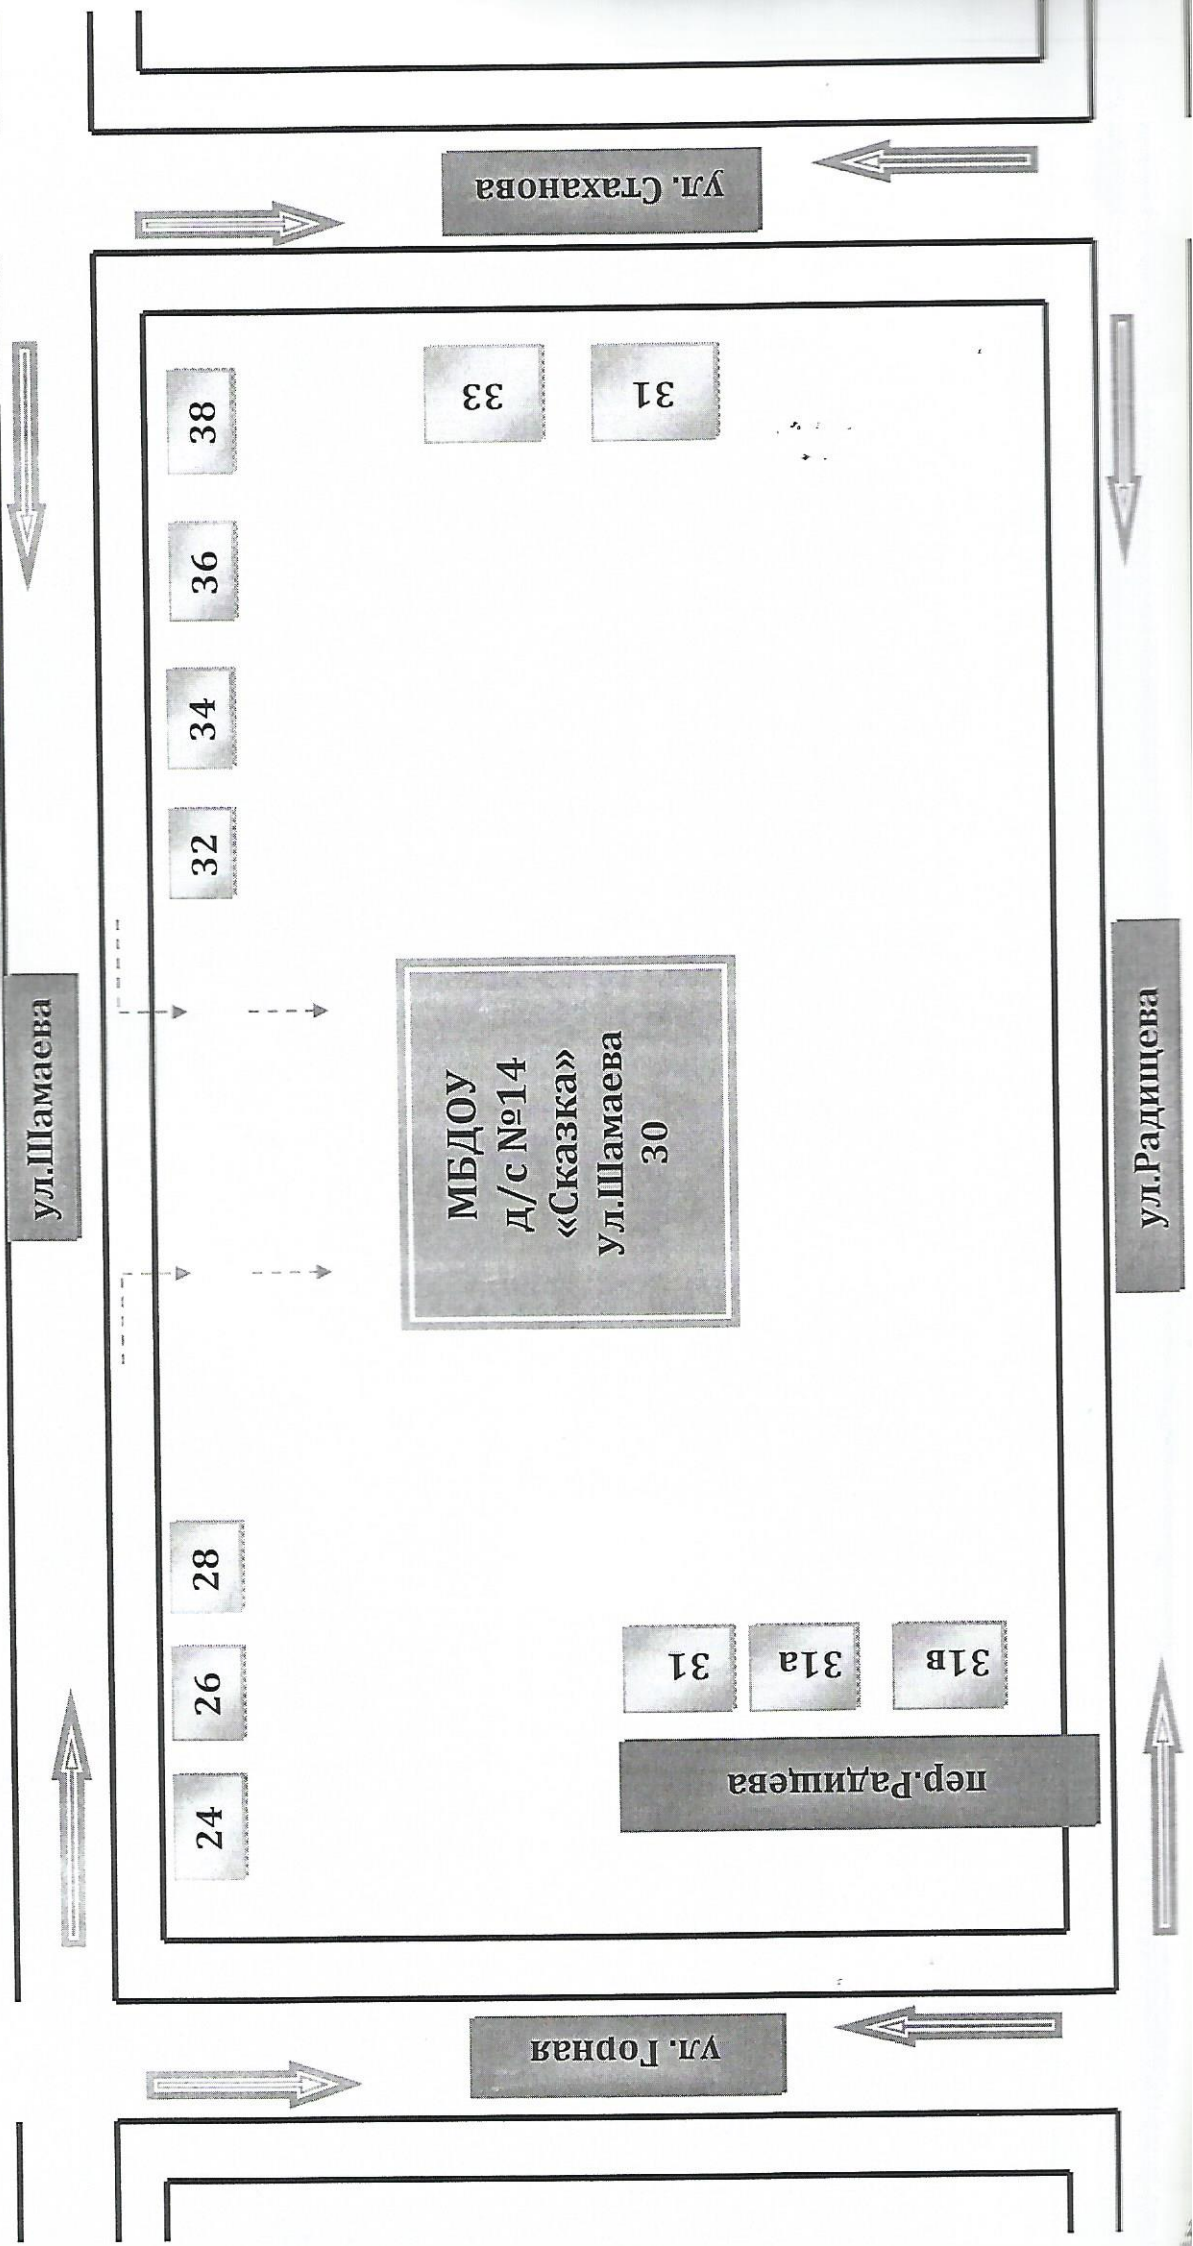 ул.Шамаева
24
26
28
32
34
36
38
ул. Горная
МБДОУ
д/с №14
«Сказка»
ул.Шамаева
30
33
31
ул. Стаханова
пер.Радищева
31
31а
31в
ул.Радищева